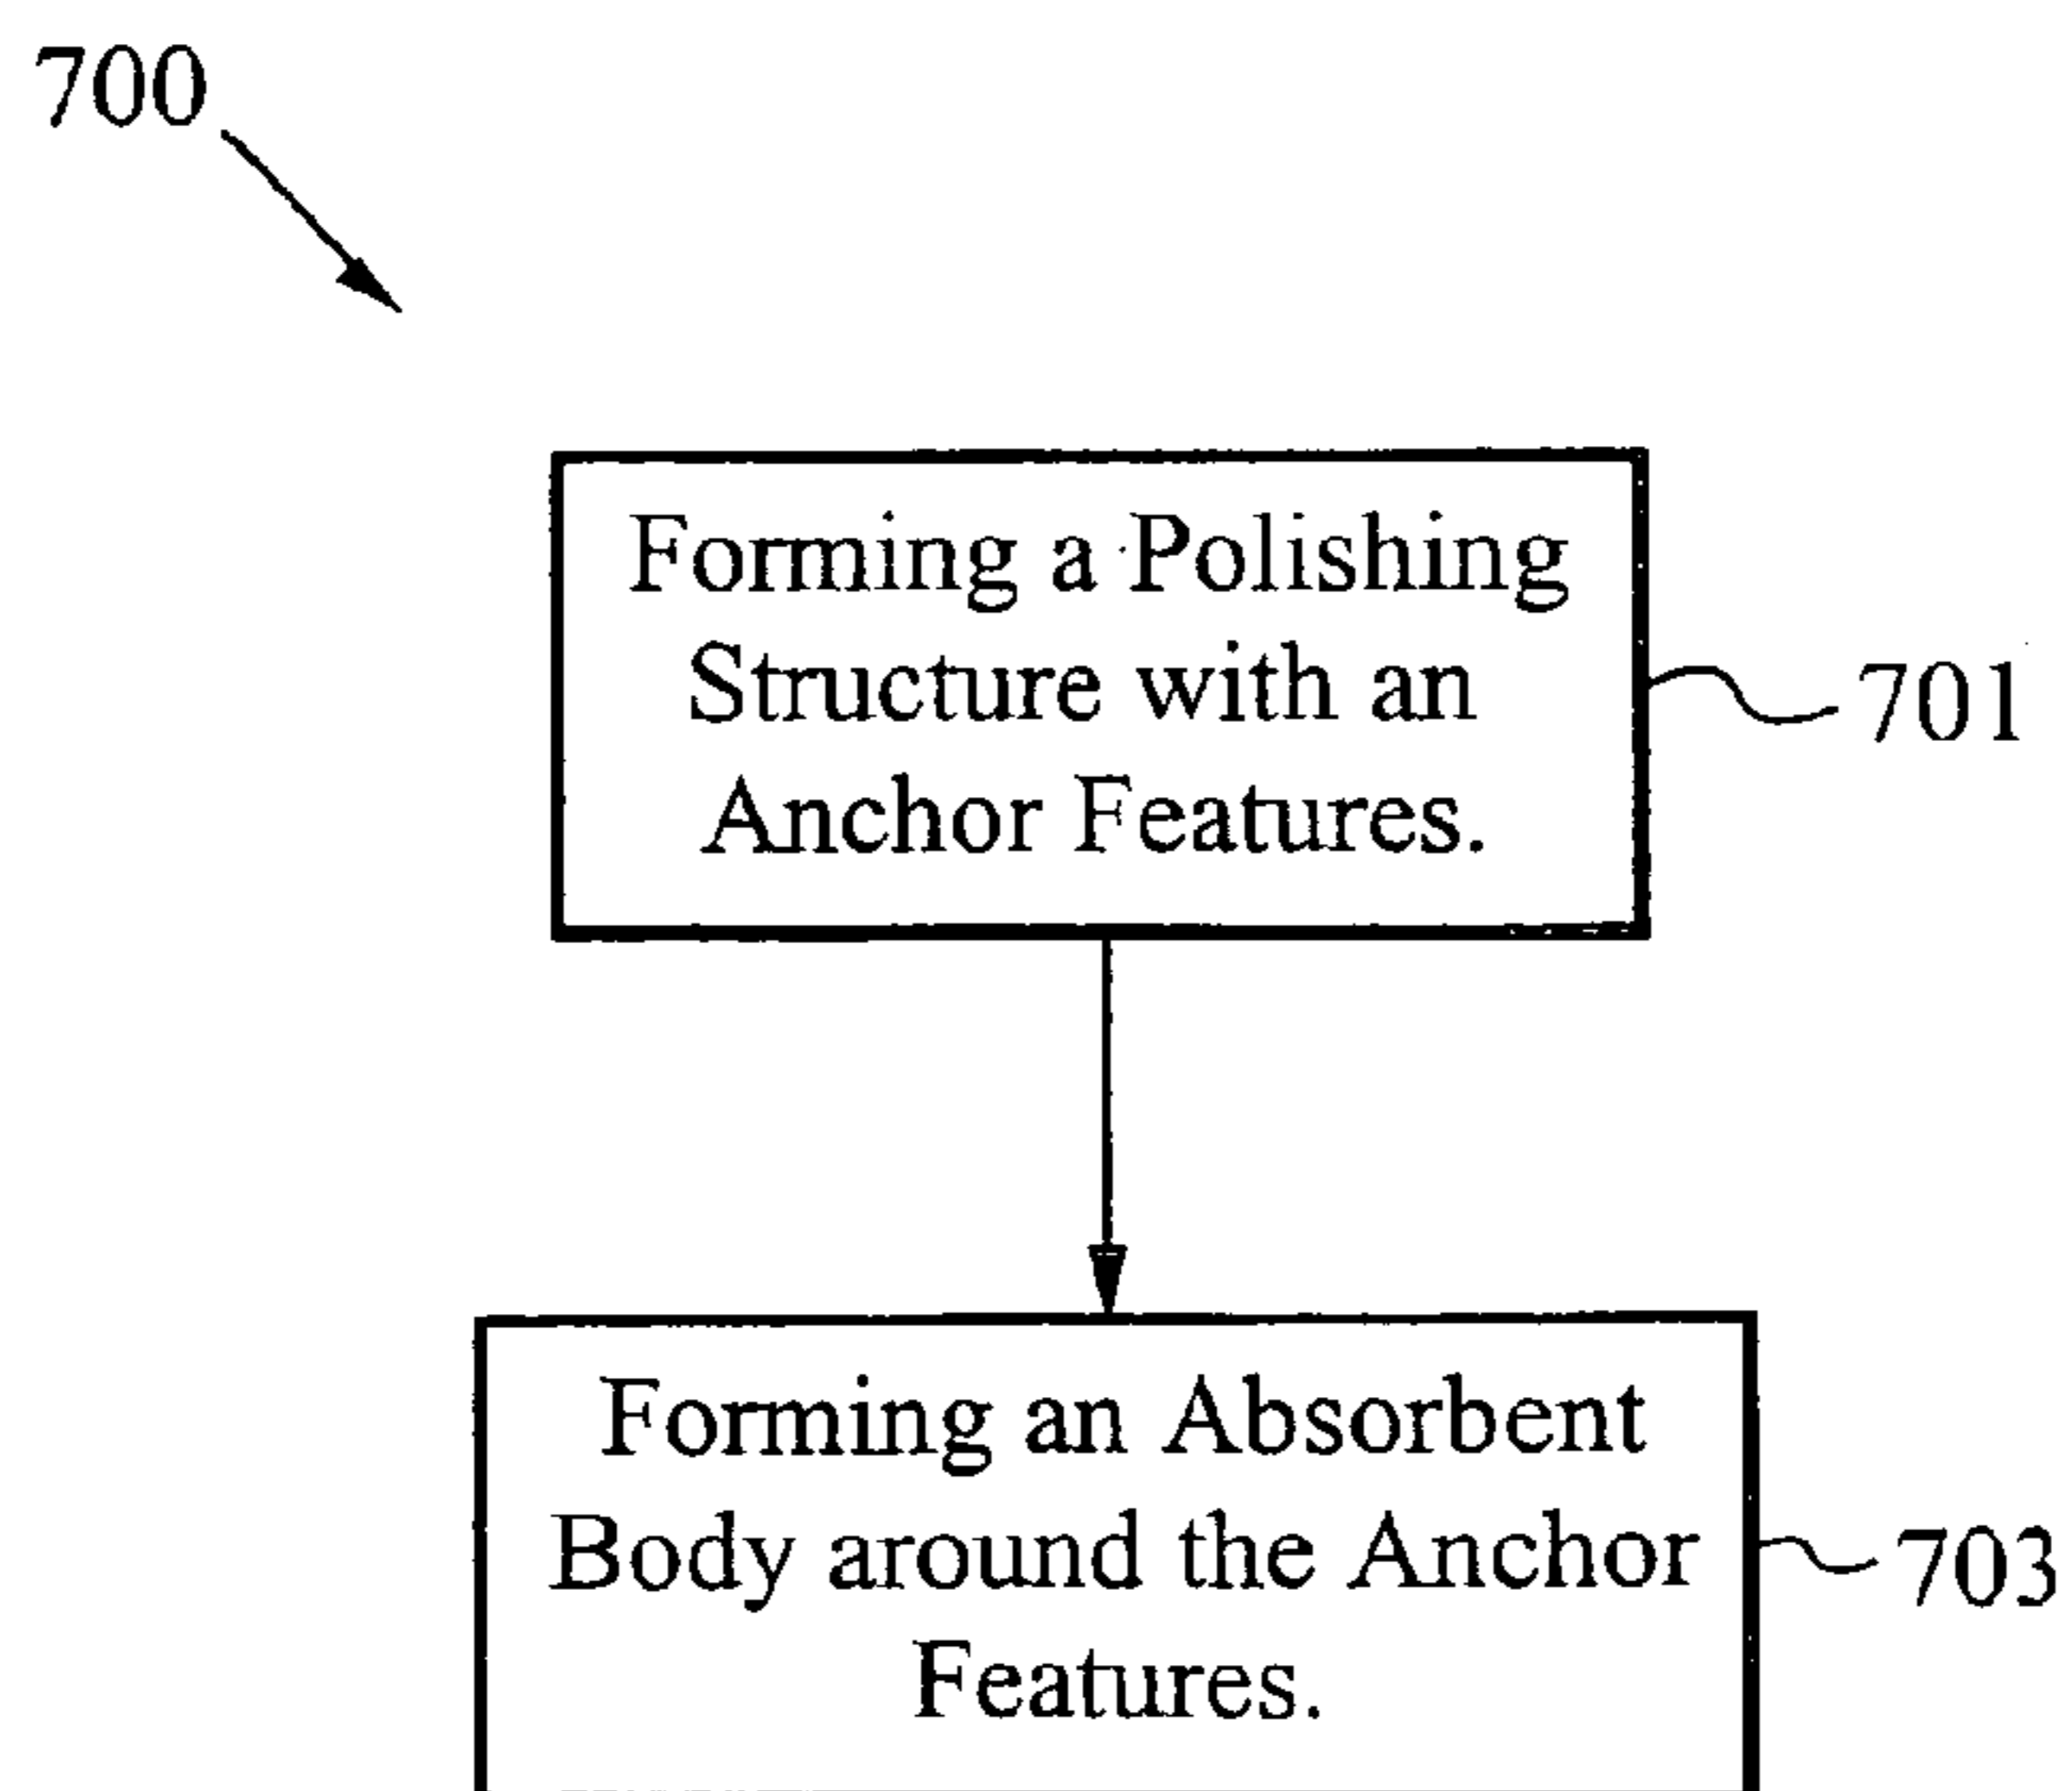 700
Forming a Polishing
Structure with an
Anchor Features.
701
Forming an Absorbent
Body around the Anchor
Features.
703